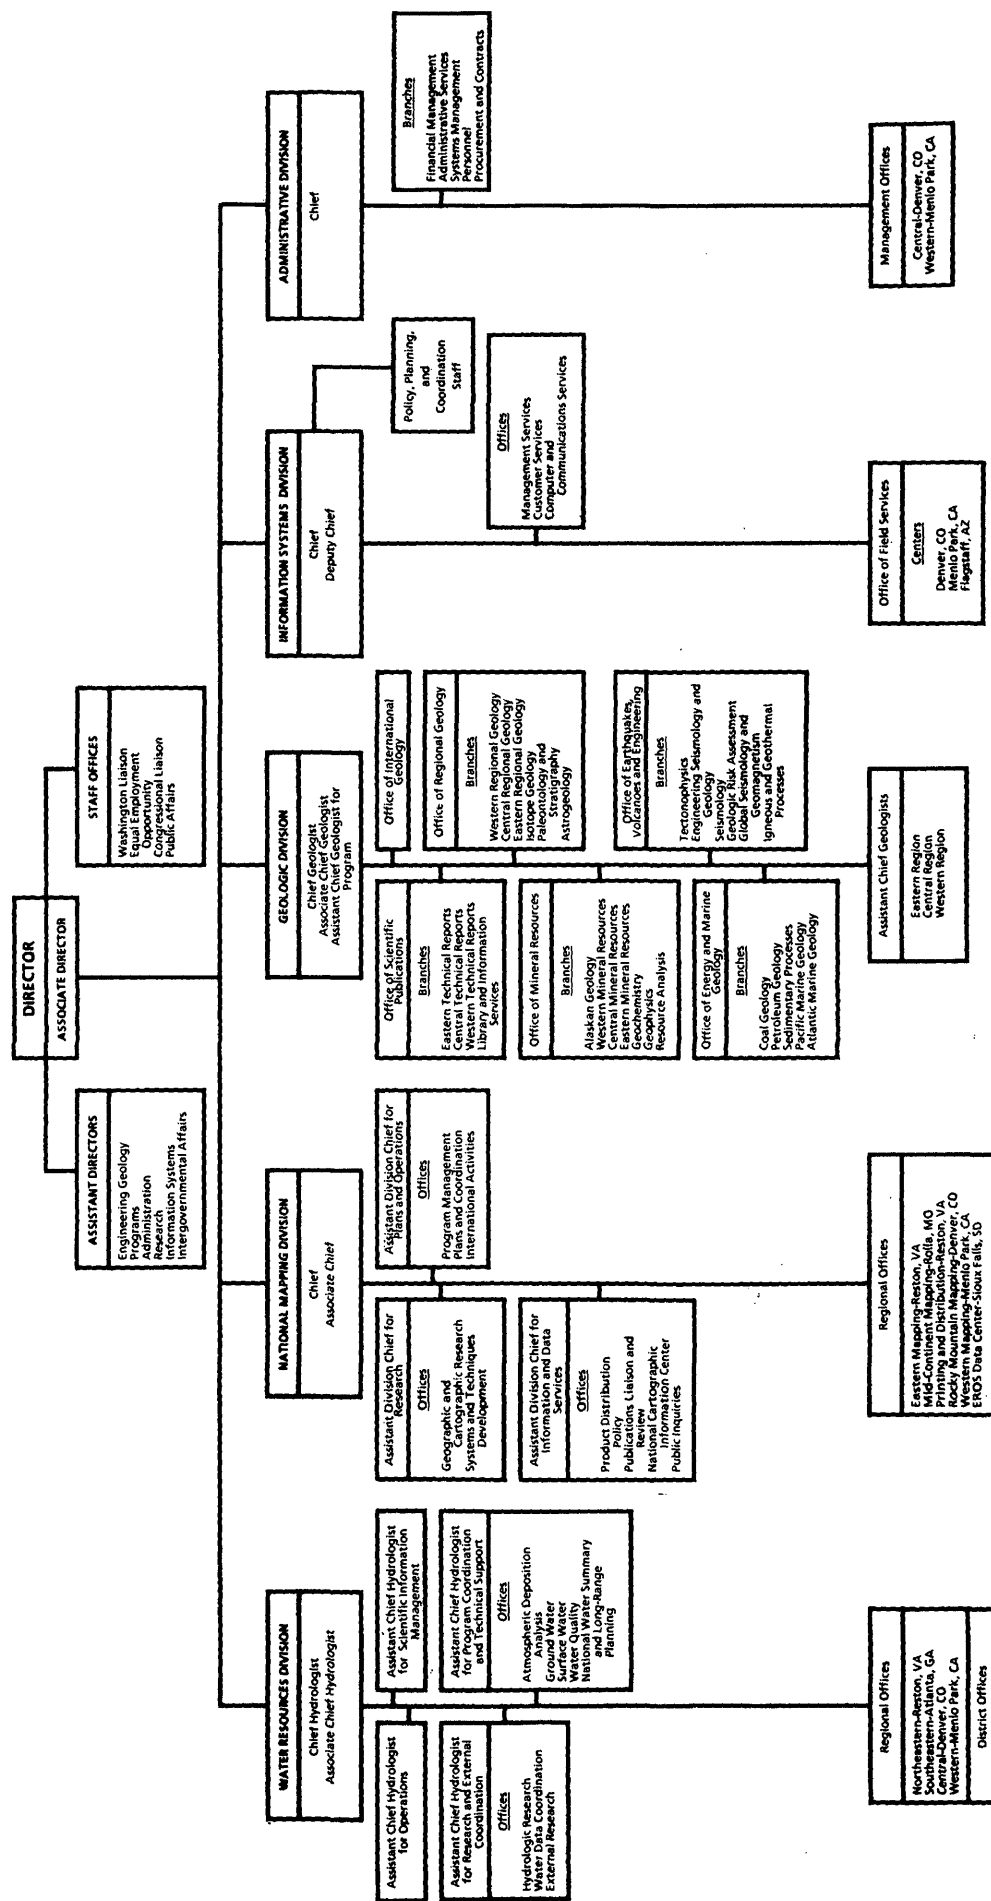 DIRECTOR
ASSOCIATE DIRECTOR
ASSISTANT DIRECTORS
Engineering Geology
Programs
Administration
Research
Information Systems
Intergovernmental Affairs
STAFF OFFICES
Washington Liaison
Equal Employment
Opportunity
Congressional Liaison
Public Affairs
WATER RESOURCES DIVISION
Chief Hydrologist
Associate Chief Hydrologist
Assistant Chief Hydrologist
for Operations
Assistant Chief Hydrologist
for Scientific Information
Management
Assistant Chief Hydrologist
for Research and External
Coordination
Offices
Hydrologic Research
Water Data Coordination
External Research
Assistant Chief Hydrologist
for Program Coordination
and Technical Support
Offices
Atmospheric Deposition
Analysis
Ground Water
Surface Water
Water Quality
National Water Summary
and Long-Range
Planning
Regional Offices
Northeastern-Reston, VA
Southeastern-Atlanta, GA
Central-Denver, CO
Western-Menlo Park, CA
District Offices
NATIONAL MAPPING DIVISION
Chief
Associate Chief
Assistant Division Chief for
Research
Offices
Geographic and
Cartographic Research
Systems and Techniques
Development
Assistant Division Chief for
Plans and Operations
Offices
Program Management
Plans and Coordination
International Activities
Assistant Division Chief for
Information and Data
Services
Offices
Product Distribution
Policy
Publications Liaison and
Review
National Cartographic
Information Center
Public Inquiries
Regional Offices
Eastern Mapping-Reston, VA
Mid-Continent Mapping-Rolla, MO
Printing and Distribution-Reston, VA
Rocky Mountain Mapping-Denver, CO
Western Mapping-Menlo Park, CA
EROS Data Center-Sioux Falls, SD
GEOLOGIC DIVISION
Chief Geologist
Associate Chief Geologist
Assistant Chief Geologist for
Program
Office of Scientific
Publications
Branches
Eastern Technical Reports
Central Technical Reports
Western Technical Reports
Library and Information
Services
Office of International
Geology
Office of Regional Geology
Branches
Western Regional Geology
Central Regional Geology
Eastern Regional Geology
Isotope Geology
Paleontology and
Stratigraphy
Astrogeology
Office of Mineral Resources
Branches
Alaskan Geology
Western Mineral Resources
Central Mineral Resources
Eastern Mineral Resources
Geochemistry
Geophysics
Resource Analysis
Office of Earthquakes,
Volcanoes and Engineering
Branches
Tectonophysics
Engineering Seismology and
Geology
Seismology
Geologic Risk Assessment
Global Seismology and
Geomagnetism
Igneous and Geothermal
Processes
Office of Energy and Marine
Geology
Branches
Coal Geology
Petroleum Geology
Sedimentary Processes
Pacific Marine Geology
Atlantic Marine Geology
Assistant Chief Geologists
Eastern Region
Central Region
Western Region
INFORMATION SYSTEMS DIVISION
Chief
Deputy Chief
Policy, Planning,
and
Coordination
Staff
Offices
Management Services
Customer Services
Computer and
Communications Services
Office of Field Services
Centers
Denver, CO
Menlo Park, CA
Flagstaff, AZ
ADMINISTRATIVE DIVISION
Chief
Branches
Financial Management
Administrative Services
Systems Management
Personnel
Procurement and Contracts
Management Offices
Central-Denver, CO
Western-Menlo Park, CA